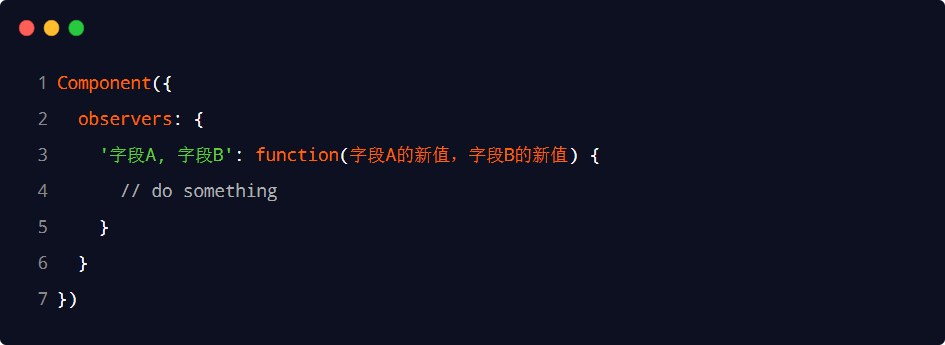 1 Component({
2   observers: {
3     '字段A, 字段B': function(字段A的新值，字段B的新值) {
4       // do something
5     }
6   }
7 })